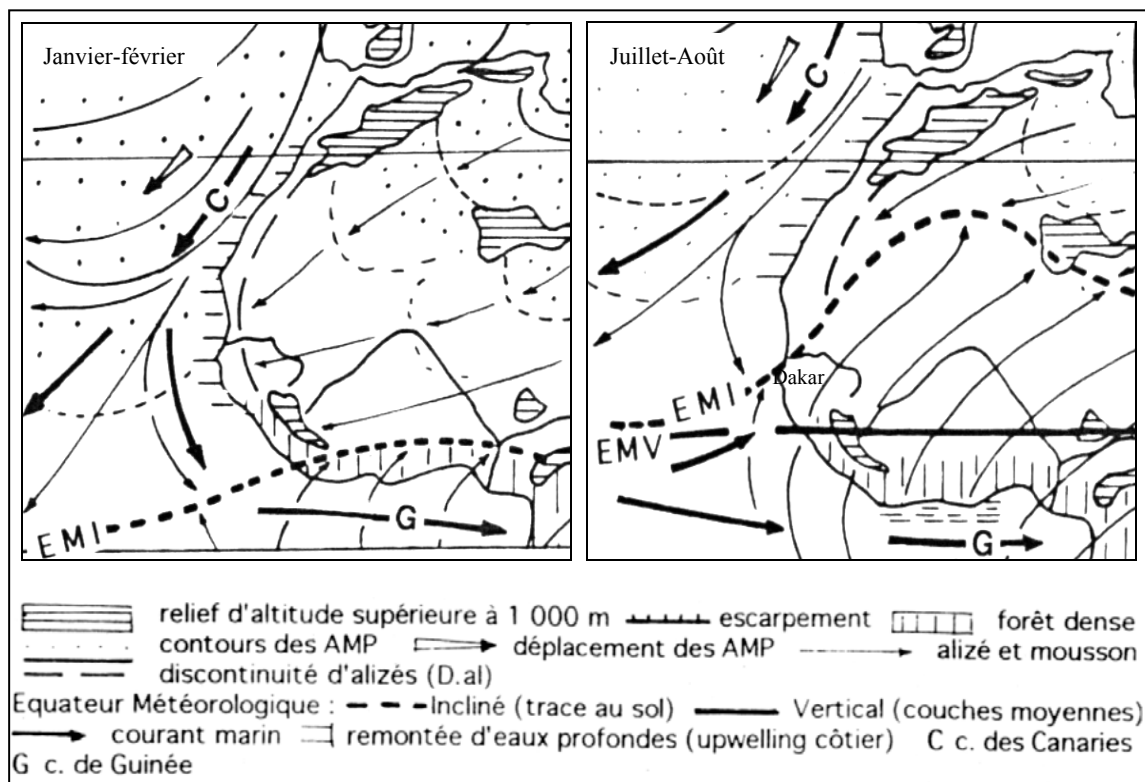 Janvier-février
C
E M I
G
Juillet-Août
C
Dakar
E M I
EMV
G
relief d'altitude supérieure à 1 000 m escarpement forêt dense
contours des AMP déplacement des AMP alizé et mousson
discontinuité d'alizés (D.al)
Equateur Météorologique : Incliné (trace au sol) Vertical (couches moyennes)
courant marin remontée d'eaux profondes (upwelling côtier) C c. des Canaries
G c. de Guinée